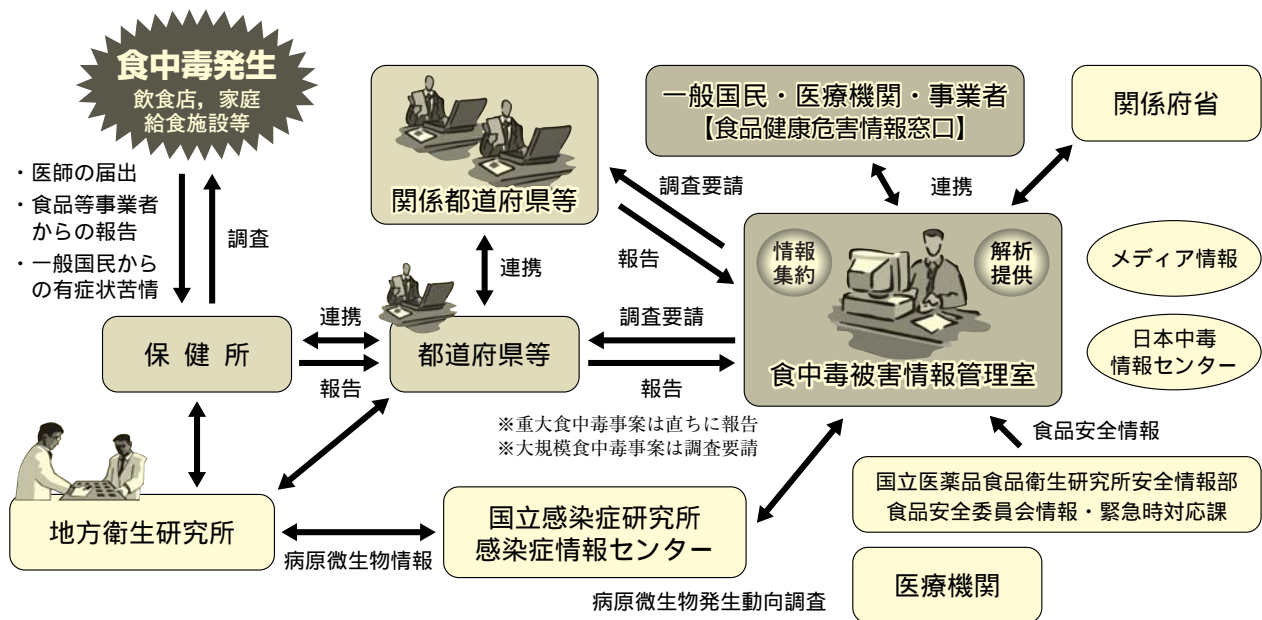 食中毒発生
飲食店，家庭
給食施設等
・医師の届出
・食品等事業者
からの報告
・一般国民から
の有症状苦情
調査
関係都道府県等
一般国民・医療機関・事業者
【食品健康危害情報窓口】
関係府省
調査要請
報告
連携
連携
情報
集約
解析
提供
食中毒被害情報管理室
メディア情報
日本中毒
情報センター
保健所
連携
報告
都道府県等
調査要請
報告
※重大食中毒事案は直ちに報告
※大規模食中毒事案は調査要請
食品安全情報
国立医薬品食品衛生研究所安全情報部
食品安全委員会情報・緊急時対応課
地方衛生研究所
病原微生物情報
国立感染症研究所
感染症情報センター
病原微生物発生動向調査
医療機関